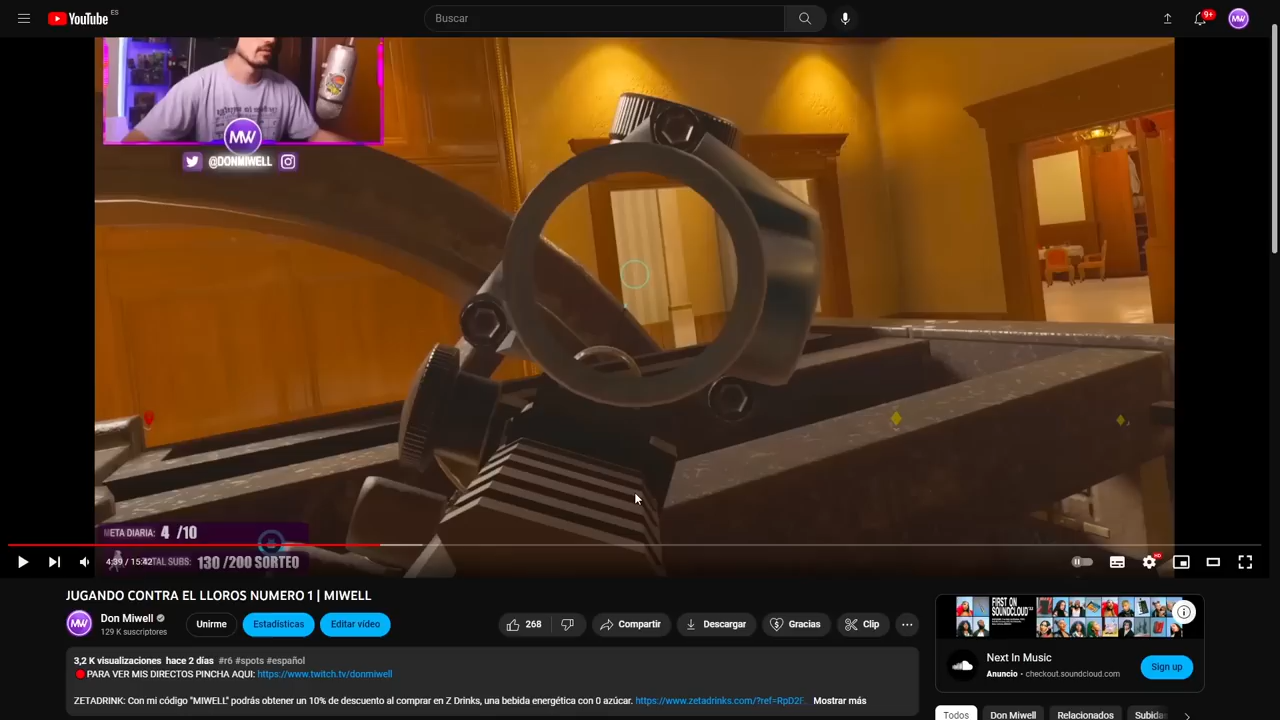 YouTube ES
Buscar
9+
MW
MW
@DONMIWELL
META DIARIA: 4 /10
TOTAL SUBS: 130 /200 SORTEO
4:39 / 15:42
HD
JUGANDO CONTRA EL LLOROS NUMERO 1 | MIWELL
MW
Don Miwell
129 K suscriptores
Unirme
Estadísticas
Editar vídeo
268
Compartir
Descargar
Gracias
Clip
3,2 K visualizaciones hace 2 días #r6 #spots #español
PARA VER MIS DIRECTOS PINCHA AQUI: https://www.twitch.tv/donmiwell
ZETADRINK: Con mi código "MIWELL" podrás obtener un 10% de descuento al comprar en Z Drinks, una bebida energética con 0 azúcar. https://www.zetadrinks.com/?ref=RpD2F... Mostrar más
FIRST ON
SOUNDCLOUD
Next In Music
Anuncio · checkout.soundcloud.com
Sign up
Todos
Don Miwell
Relacionados
Subida